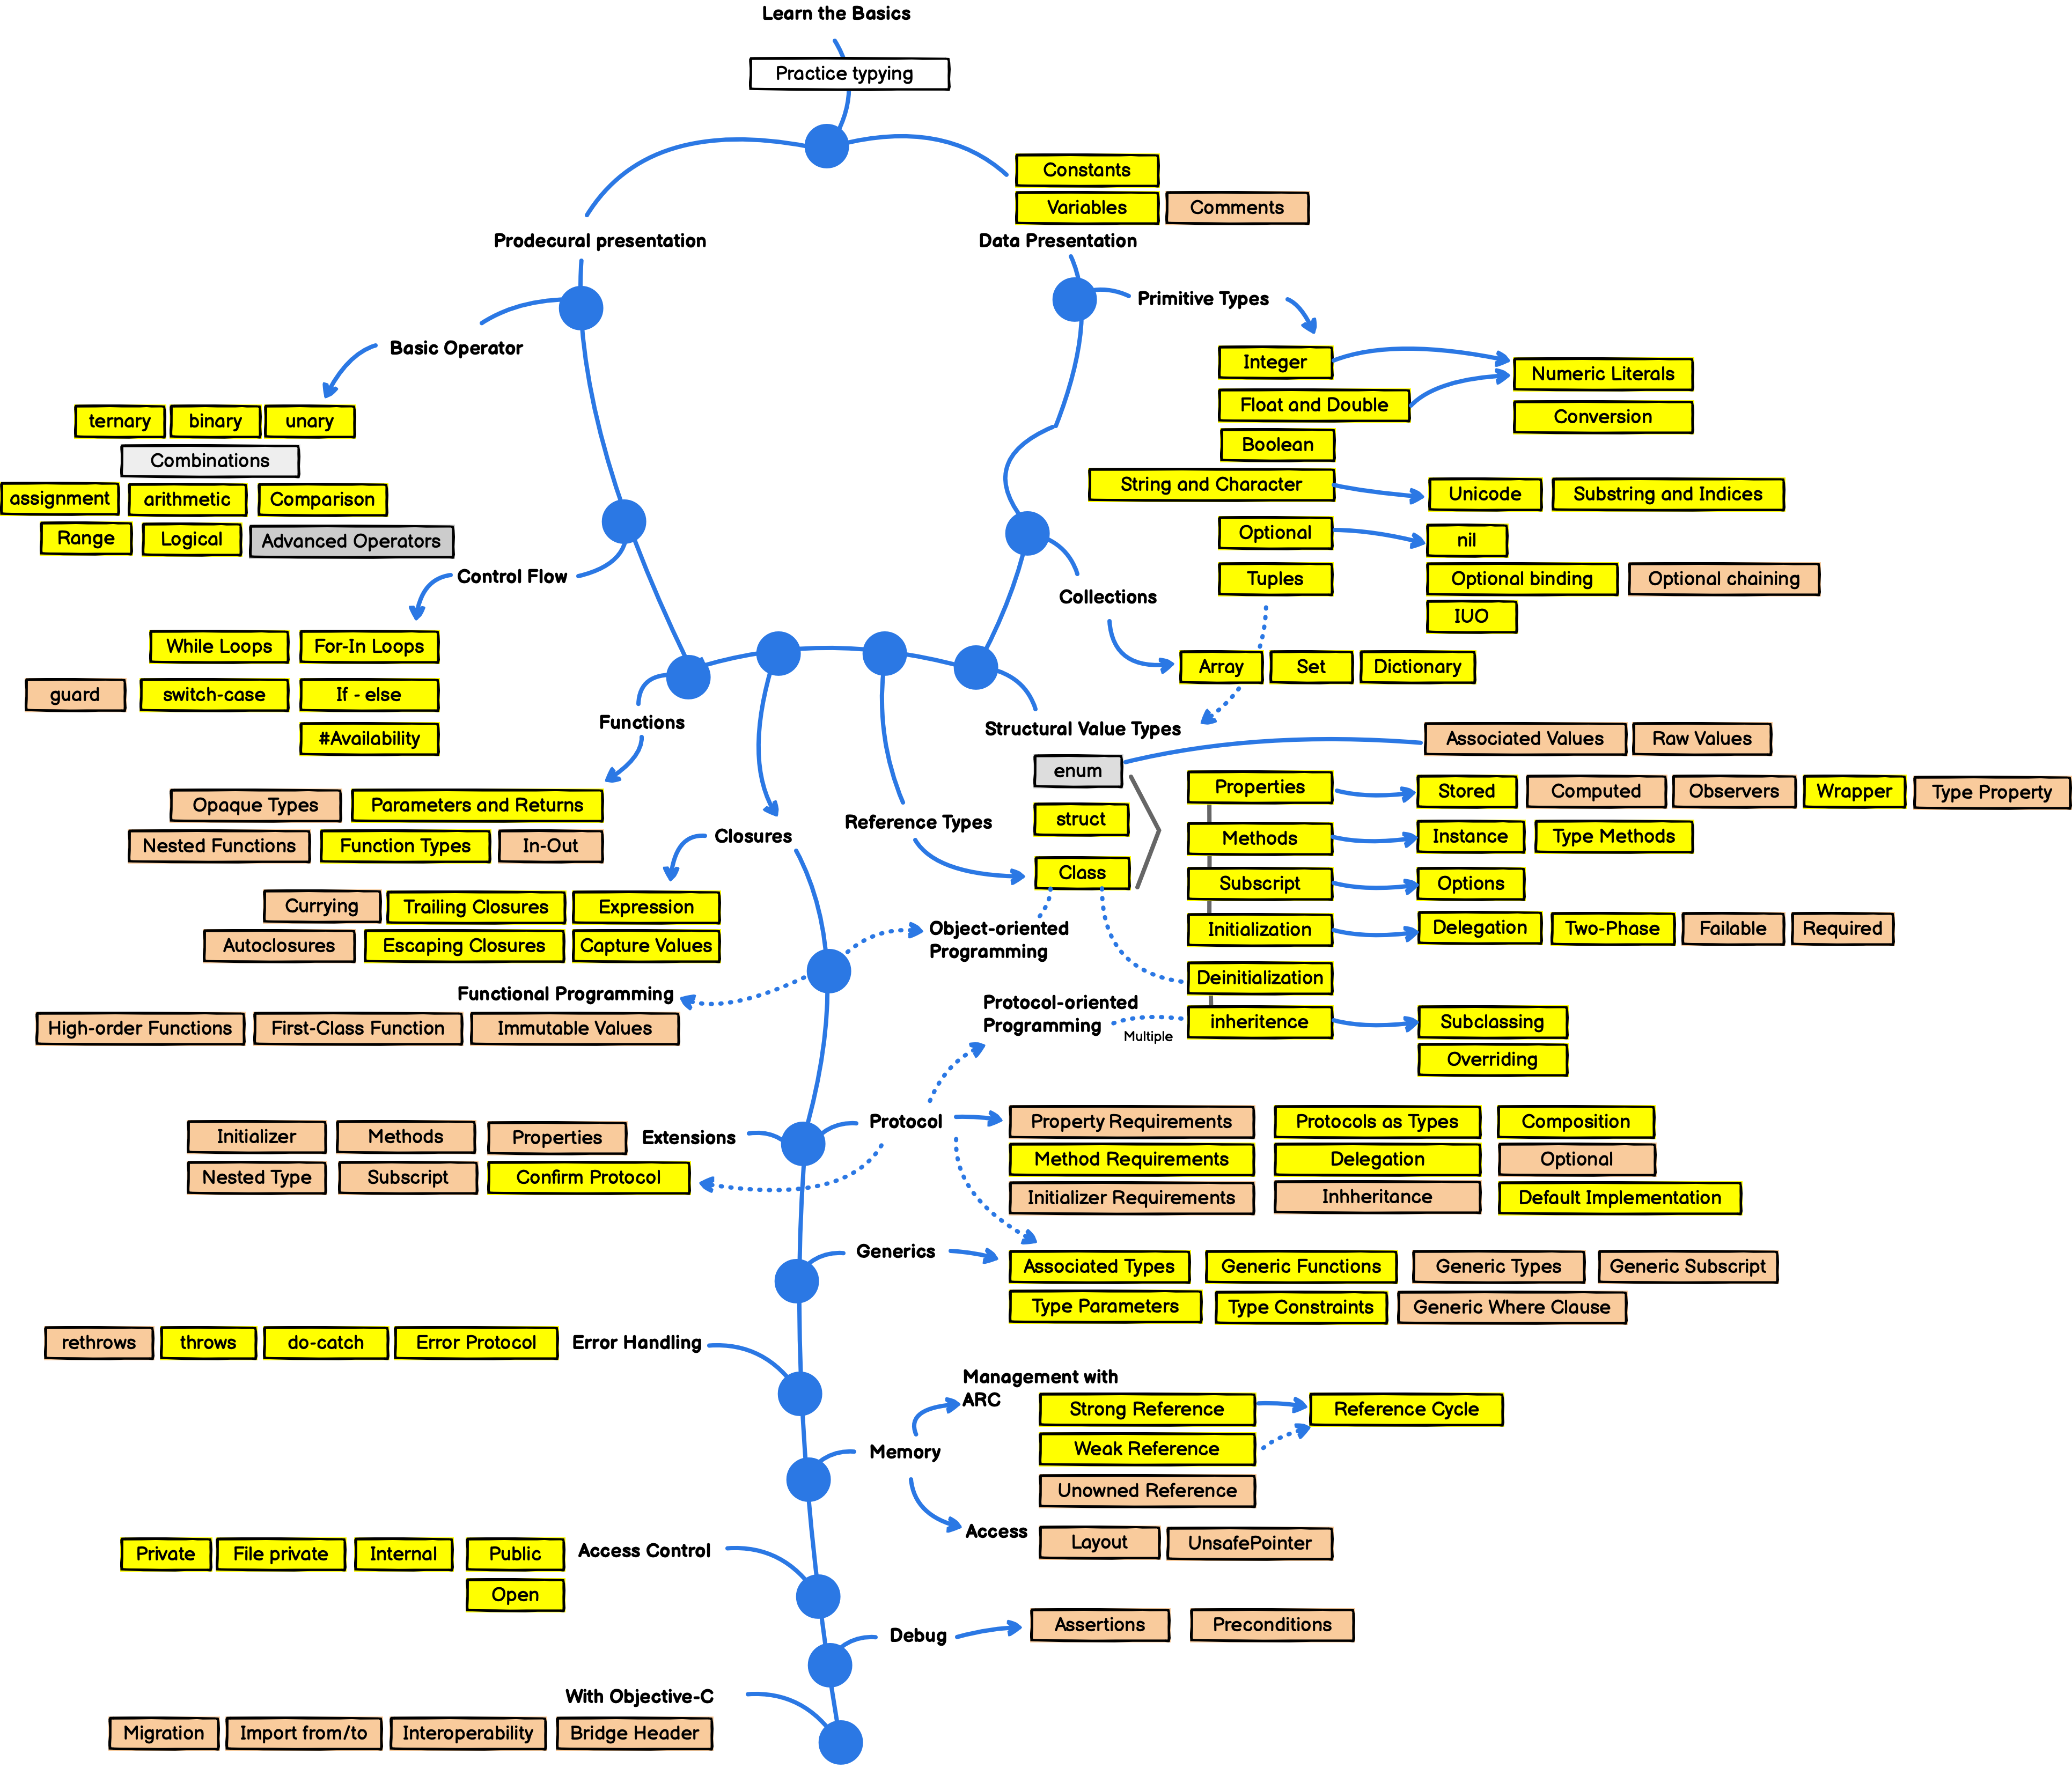 Learn the Basics
Practice typying
Constants
Variables
Comments
Prodecural presentation
Data Presentation
Primitive Types
Basic Operator
Integer
Numeric Literals
Float and Double
Conversion
Boolean
String and Character
Unicode
Substring and Indices
Optional
nil
Tuples
Optional binding
Optional chaining
IUO
ternary
binary
unary
Combinations
assignment
arithmetic
Comparison
Range
Logical
Advanced Operators
Control Flow
While Loops
For-In Loops
guard
switch-case
If - else
#Availability
Collections
Array
Set
Dictionary
Functions
Opaque Types
Parameters and Returns
Nested Functions
Function Types
In-Out
Structural Value Types
enum
Associated Values
Raw Values
struct
Class
Reference Types
Properties
Stored
Computed
Observers
Wrapper
Type Property
Methods
Instance
Type Methods
Subscript
Options
Initialization
Delegation
Two-Phase
Failable
Required
Deinitialization
inheritence
Subclassing
Overriding
Closures
Currying
Trailing Closures
Expression
Autoclosures
Escaping Closures
Capture Values
Object-oriented
Programming
Functional Programming
High-order Functions
First-Class Function
Immutable Values
Protocol-oriented
Programming
Multiple
Extensions
Initializer
Methods
Properties
Nested Type
Subscript
Confirm Protocol
Protocol
Property Requirements
Protocols as Types
Composition
Method Requirements
Delegation
Optional
Initializer Requirements
Inhheritance
Default Implementation
Generics
Associated Types
Generic Functions
Generic Types
Generic Subscript
Type Parameters
Type Constraints
Generic Where Clause
rethrows
throws
do-catch
Error Protocol
Error Handling
Management with
ARC
Strong Reference
Reference Cycle
Memory
Weak Reference
Unowned Reference
Access
Layout
UnsafePointer
Private
File private
Internal
Public
Access Control
Open
Debug
Assertions
Preconditions
With Objective-C
Migration
Import from/to
Interoperability
Bridge Header